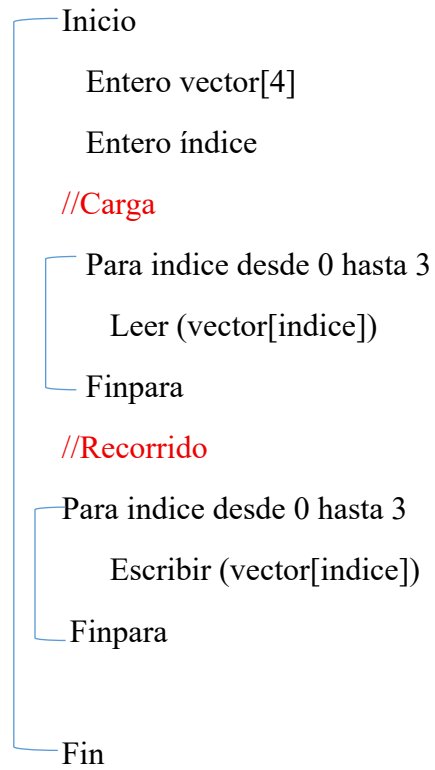 Inicio
Entero vector[4]
Entero índice
//Carga
Para indice desde 0 hasta 3
Leer (vector[indice])
Finpara
//Recorrido
Para indice desde 0 hasta 3
Escribir (vector[indice])
Finpara
Fin